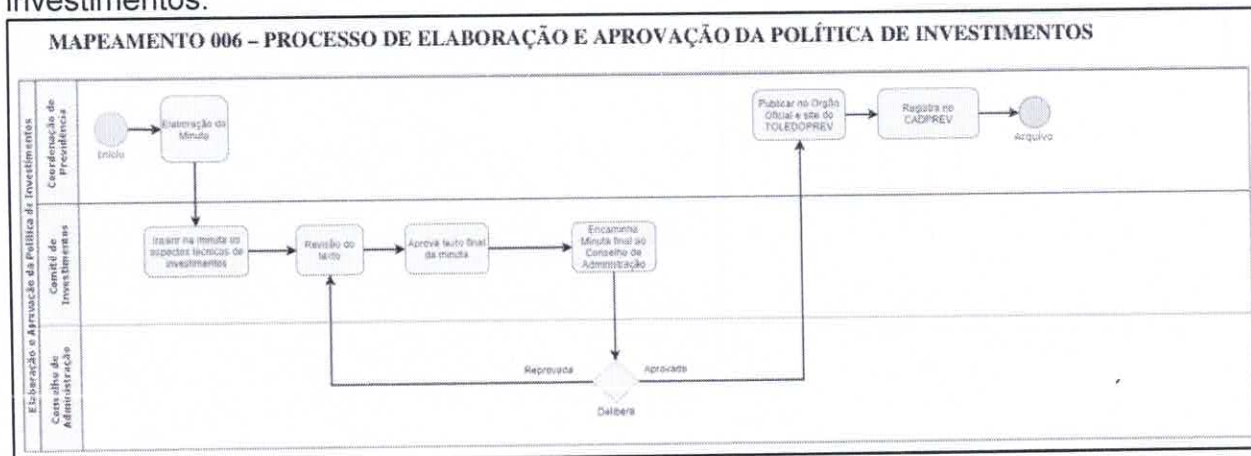 investimentos.
MAPEAMENTO 006 – PROCESSO DE ELABORAÇÃO E APROVAÇÃO DA POLÍTICA DE INVESTIMENTOS
Elaboração e Aprovação da Política de Investimentos
Coordenação de
Previdência
Início
Elaboração da
Minuta
Publicar no Orgão
Oficial e site do
TOLEDOPREV
Registra no
CADPREV
Arquivo
Comitê de
Investimentos
Inserir na minuta os
aspectos técnicos de
investimentos
Revisão do
texto
Aprova texto final
da minuta
Encaminha
Minuta final ao
Conselho de
Administração
Conselho de
Administração
Reprovada
Aprovada
Delibera